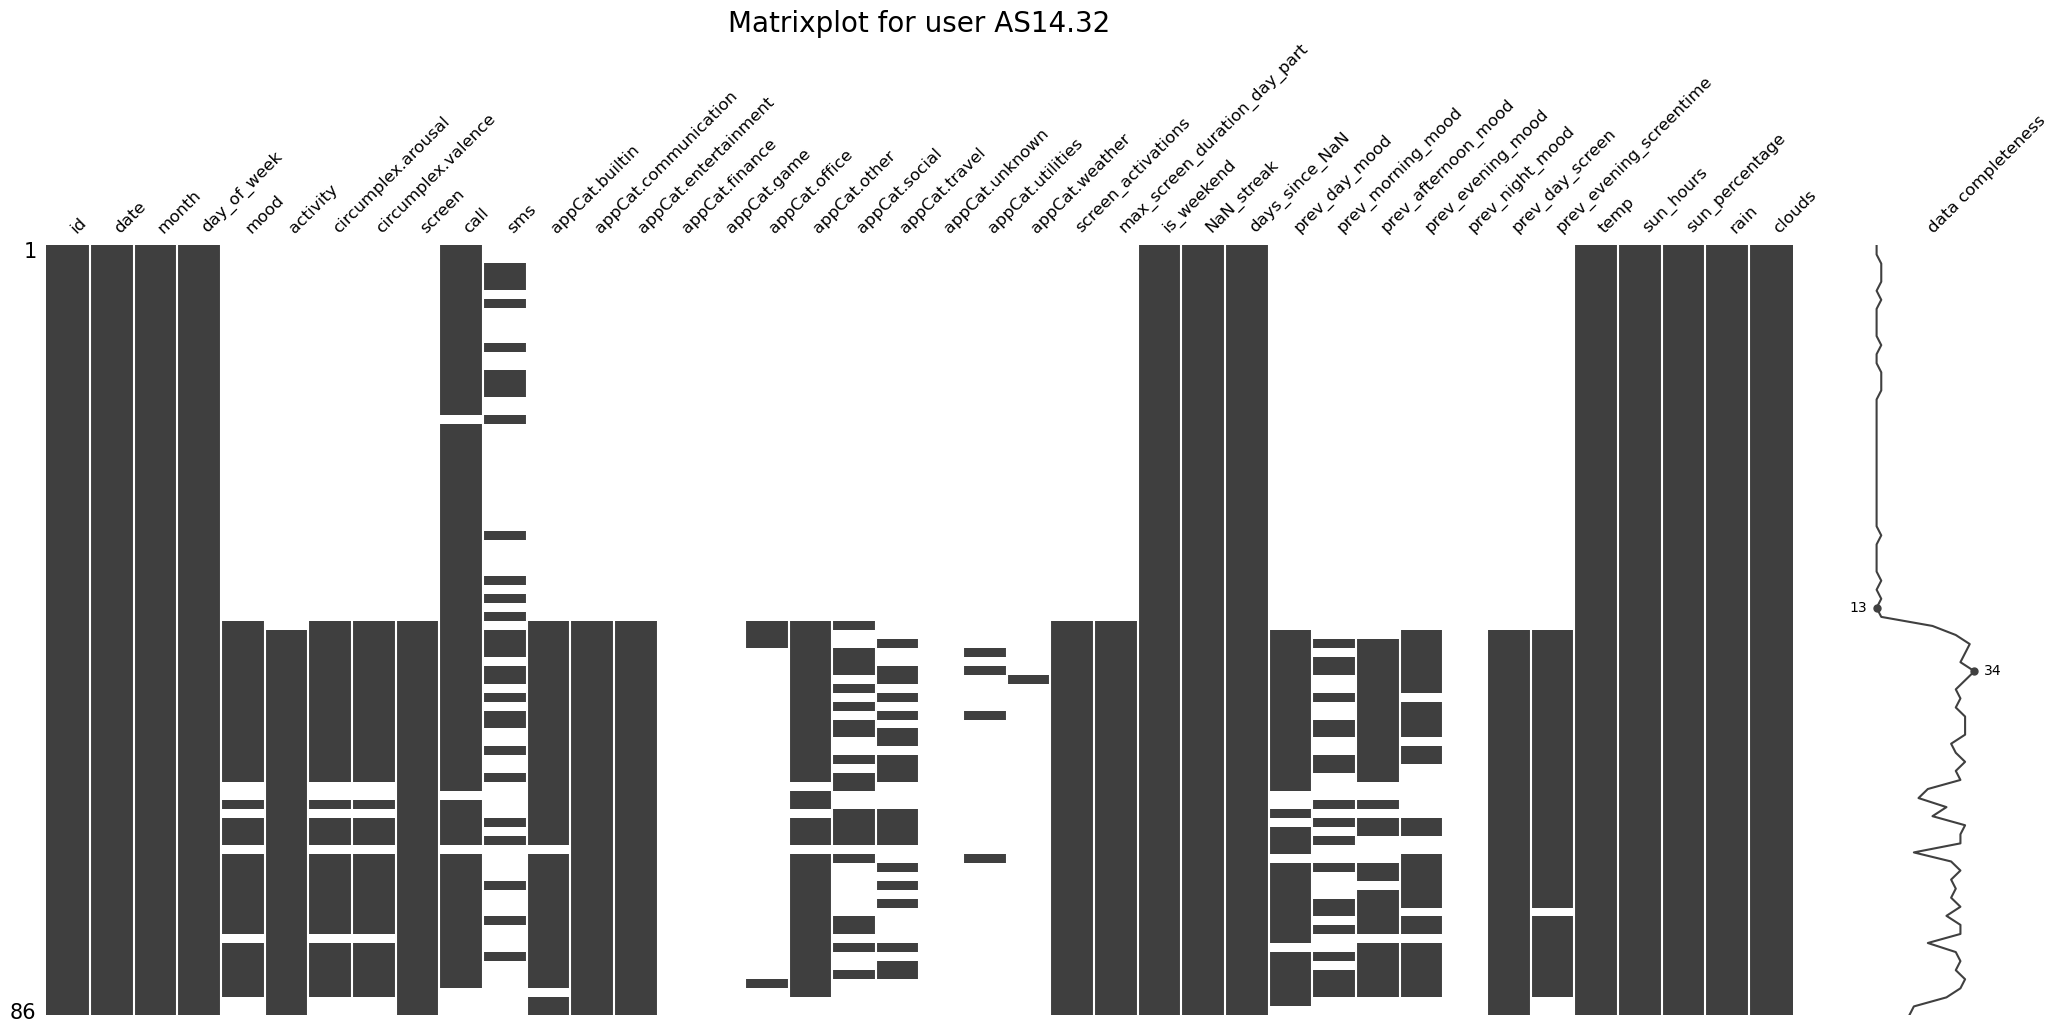 Matrixplot for user AS14.32
id
date
month
day_of_week
mood
activity
circumplex.arousal
circumplex.valence
screen
call
sms
appCat.builtin
appCat.communication
appCat.entertainment
appCat.finance
appCat.game
appCat.office
appCat.other
appCat.social
appCat.travel
appCat.unknown
appCat.utilities
appCat.weather
screen_activations
max_screen_duration_day_part
is_weekend
NaN_streak
days_since_NaN
prev_day_mood
prev_morning_mood
prev_afternoon_mood
prev_evening_mood
prev_night_mood
prev_day_screen
prev_evening_screentime
temp
sun_hours
sun_percentage
rain
clouds
data completeness
1
13
34
86